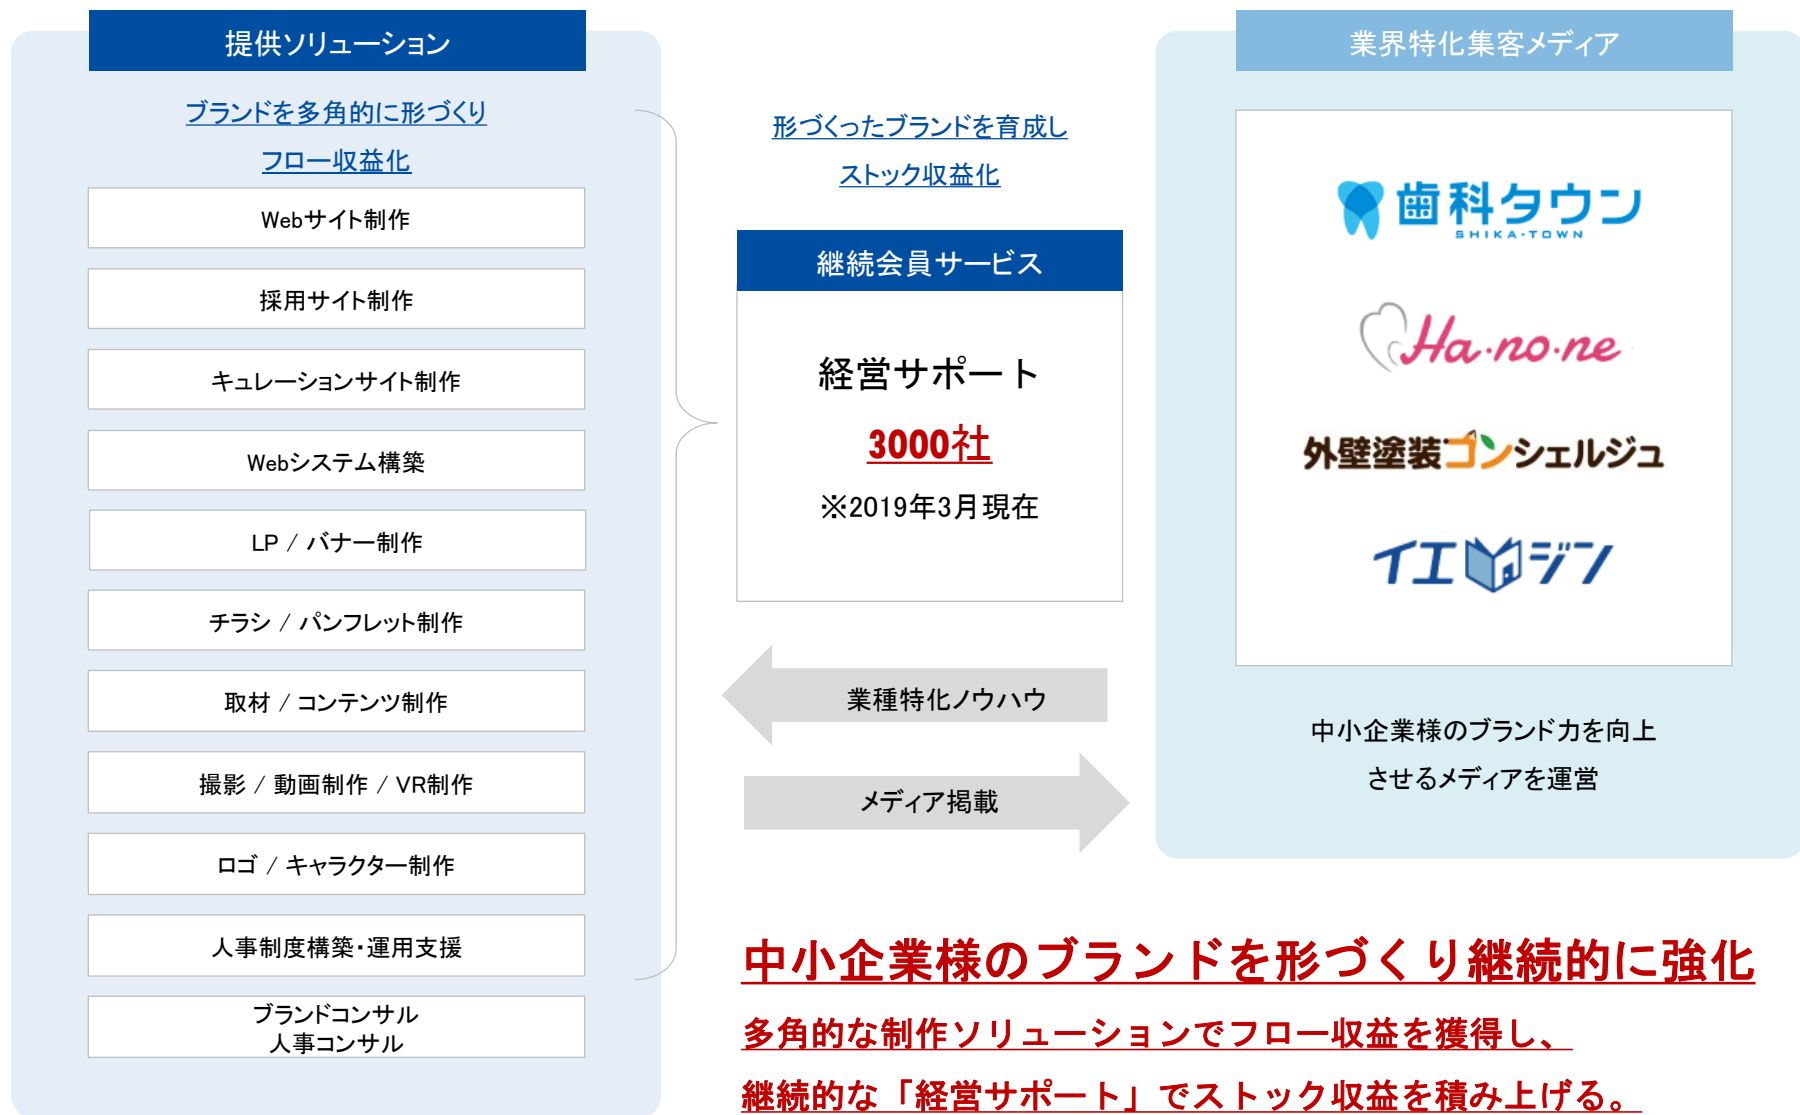 提供ソリューション
ブランドを多角的に形づくり
フロー収益化
Webサイト制作
採用サイト制作
キュレーションサイト制作
Webシステム構築
LP / バナー制作
チラシ / パンフレット制作
取材 / コンテンツ制作
撮影 / 動画制作 / VR制作
ロゴ / キャラクター制作
人事制度構築・運用支援
ブランドコンサル
人事コンサル
形づくったブランドを育成し
ストック収益化
継続会員サービス
経営サポート
3000社
※2019年3月現在
業種特化ノウハウ
メディア掲載
業界特化集客メディア
歯科タウン
SHIKA-TOWN
Ha・no・ne
外壁塗装コンシェルジュ
イエジン
中小企業様のブランド力を向上
させるメディアを運営
中小企業様のブランドを形づくり継続的に強化
多角的な制作ソリューションでフロー収益を獲得し、
継続的な「経営サポート」でストック収益を積み上げる。